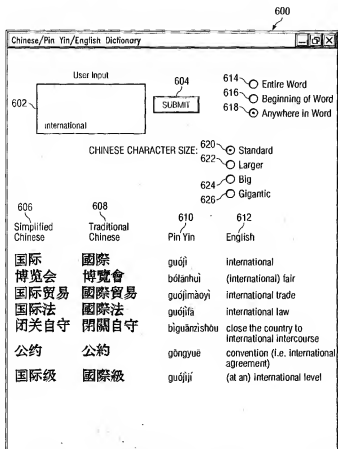 600
Chinese/Pin Yin/English Dictionary
User Input
602
international
604
SUBMIT
614 Entire Word
616 Beginning of Word
618 Anywhere in Word
CHINESE CHARACTER SIZE: 620 Standard
622 Larger
624 Big
626 Gigantic
606 608 610 612
Simplified Chinese Traditional Chinese Pin Yin English
国际 國際 guójì international
博览会 博覽會 bólǎnhuì (international) fair
国际贸易 國際貿易 guójìmàoyì international trade
国际法 國際法 guójìfǎ international law
闭关自守 閉關自守 bìguānzìshǒu close the country to
international intercourse
公约 公約 gōngyuē convention (i.e. international
agreement)
国际级 國際級 guójìjí (at an) international level